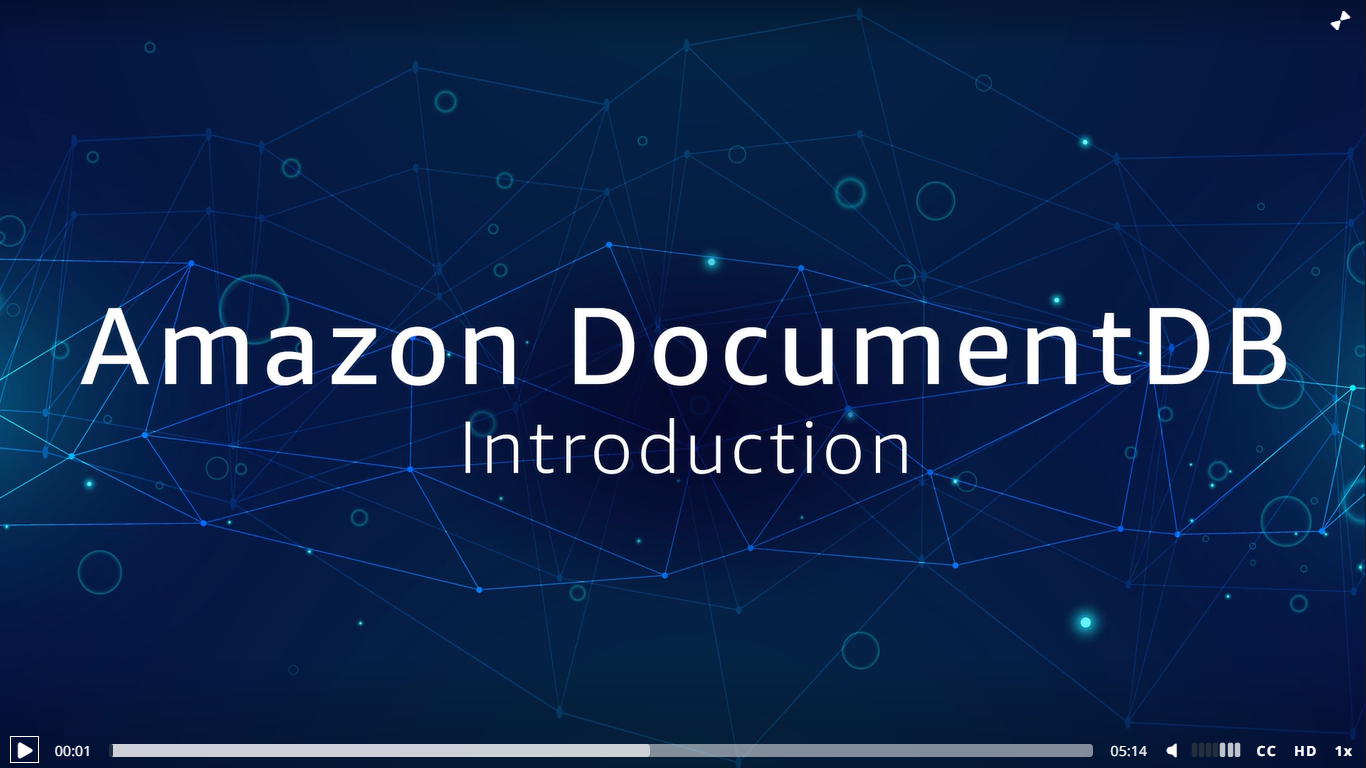 Amazon DocumentDB
Introduction
00:01 05:14 CC HD 1x